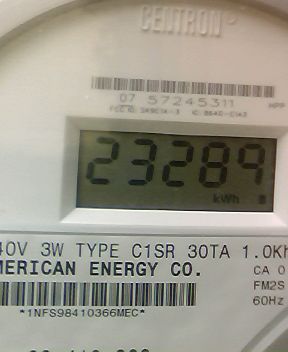 CENTRON®
07 57245311
23289
kWh
40V 3W TYPE C1SR 30TA 1.0Kh
MERICAN ENERGY CO.
CA 0
FM2S
60Hz
*1NFS98410366MEC*